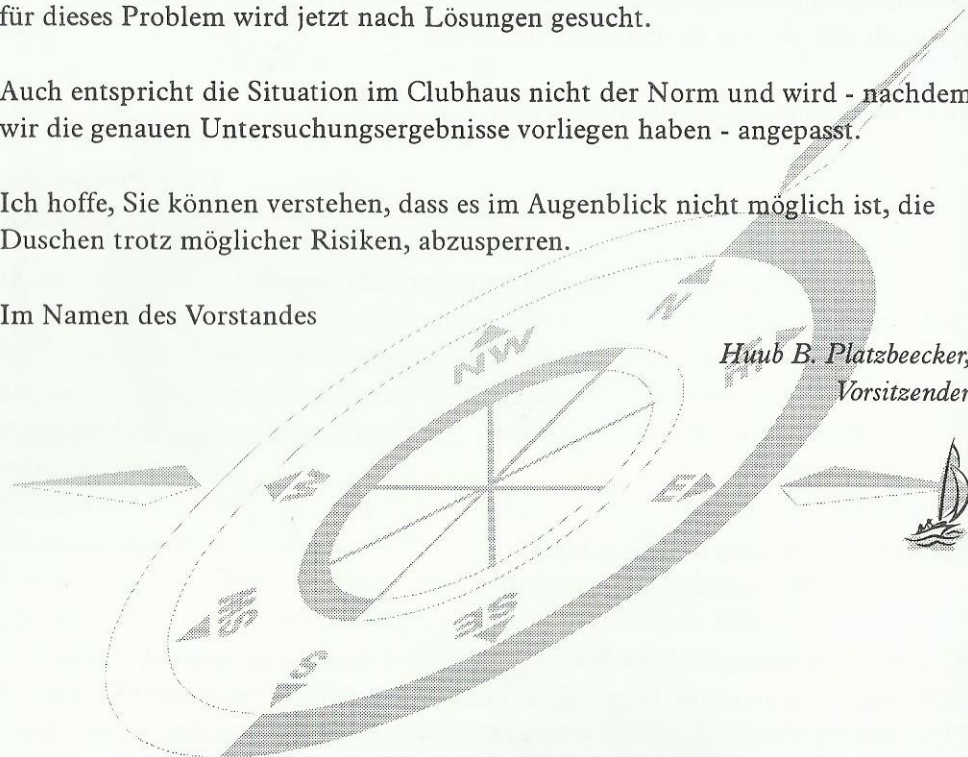 für dieses Problem wird jetzt nach Lösungen gesucht.
Auch entspricht die Situation im Clubhaus nicht der Norm und wird - nachdem
wir die genauen Untersuchungsergebnisse vorliegen haben - angepasst.
Ich hoffe, Sie können verstehen, dass es im Augenblick nicht möglich ist, die
Duschen trotz möglicher Risiken, abzusperren.
Im Namen des Vorstandes
Huub B. Platzbeecker,
Vorsitzender
NW
N
E
SE
S